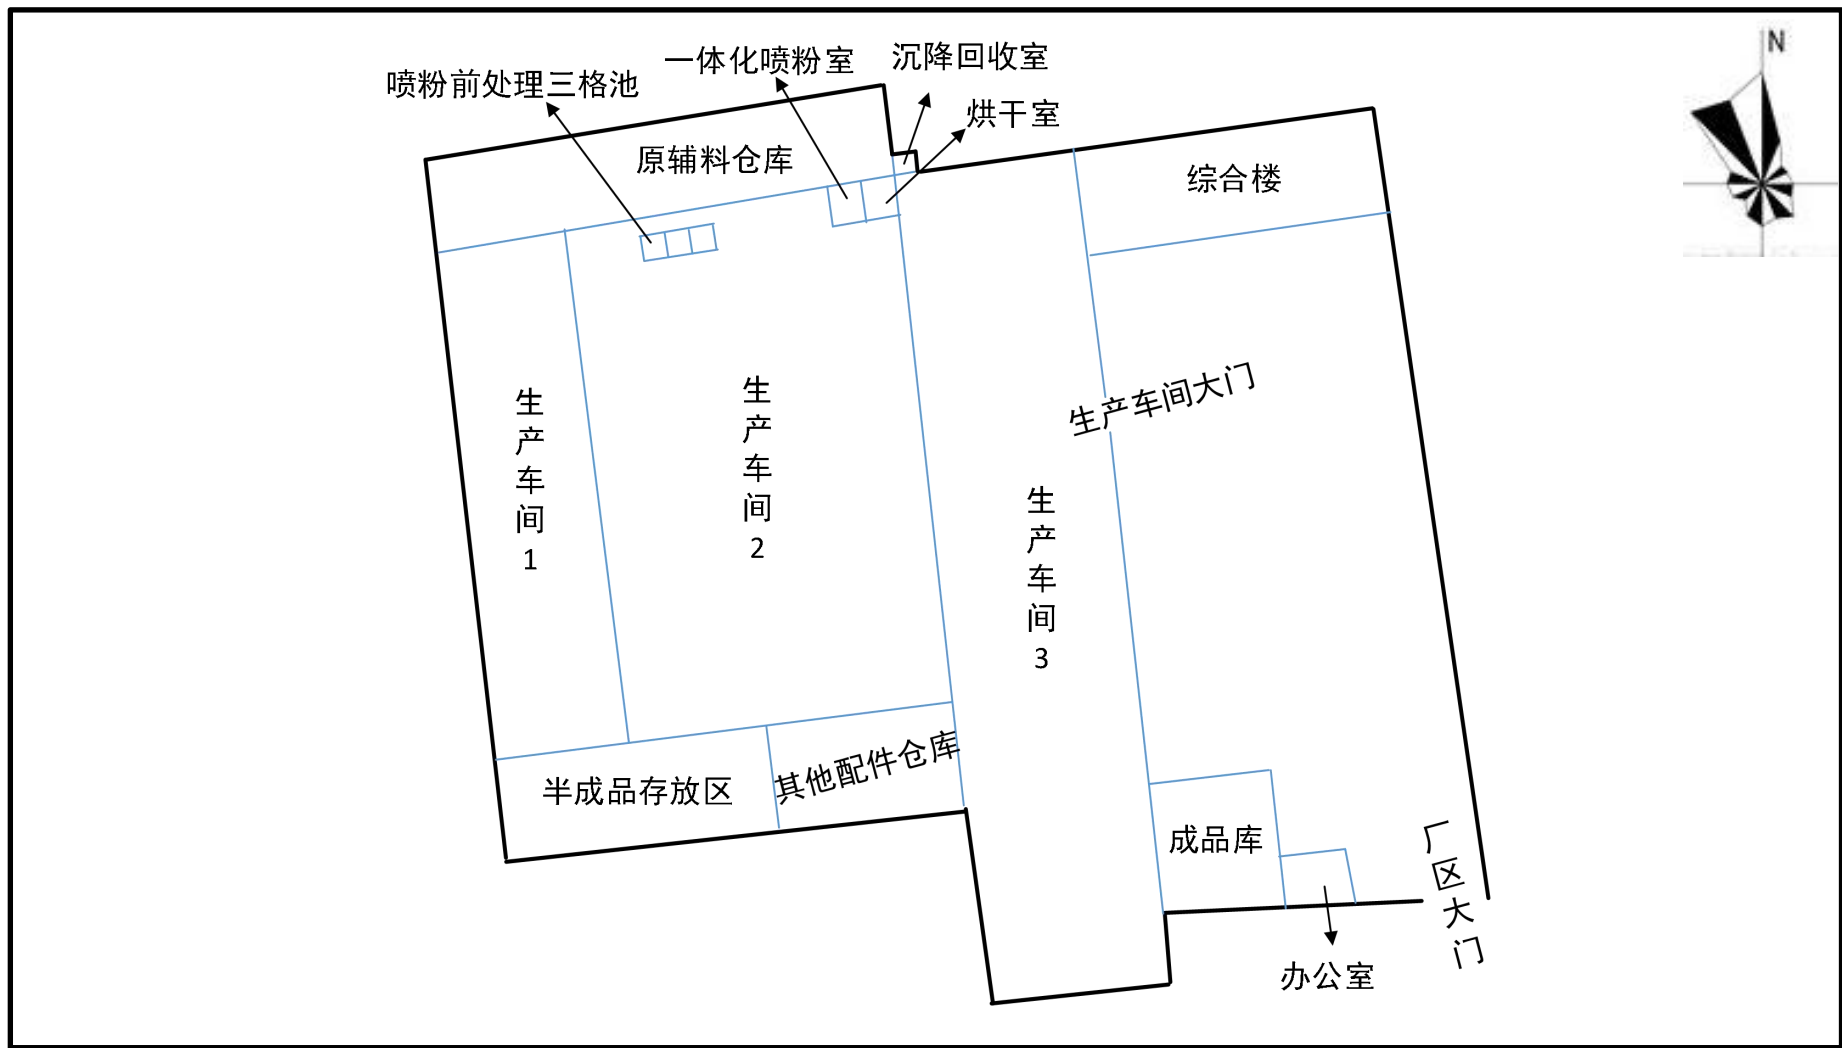 N
一体化喷粉室
沉降回收室
喷粉前处理三格池
烘干室
原辅料仓库
综合楼
生产车间大门
生产车间1
生产车间2
生产车间3
其他配件仓库
半成品存放区
成品库
厂区大门
办公室